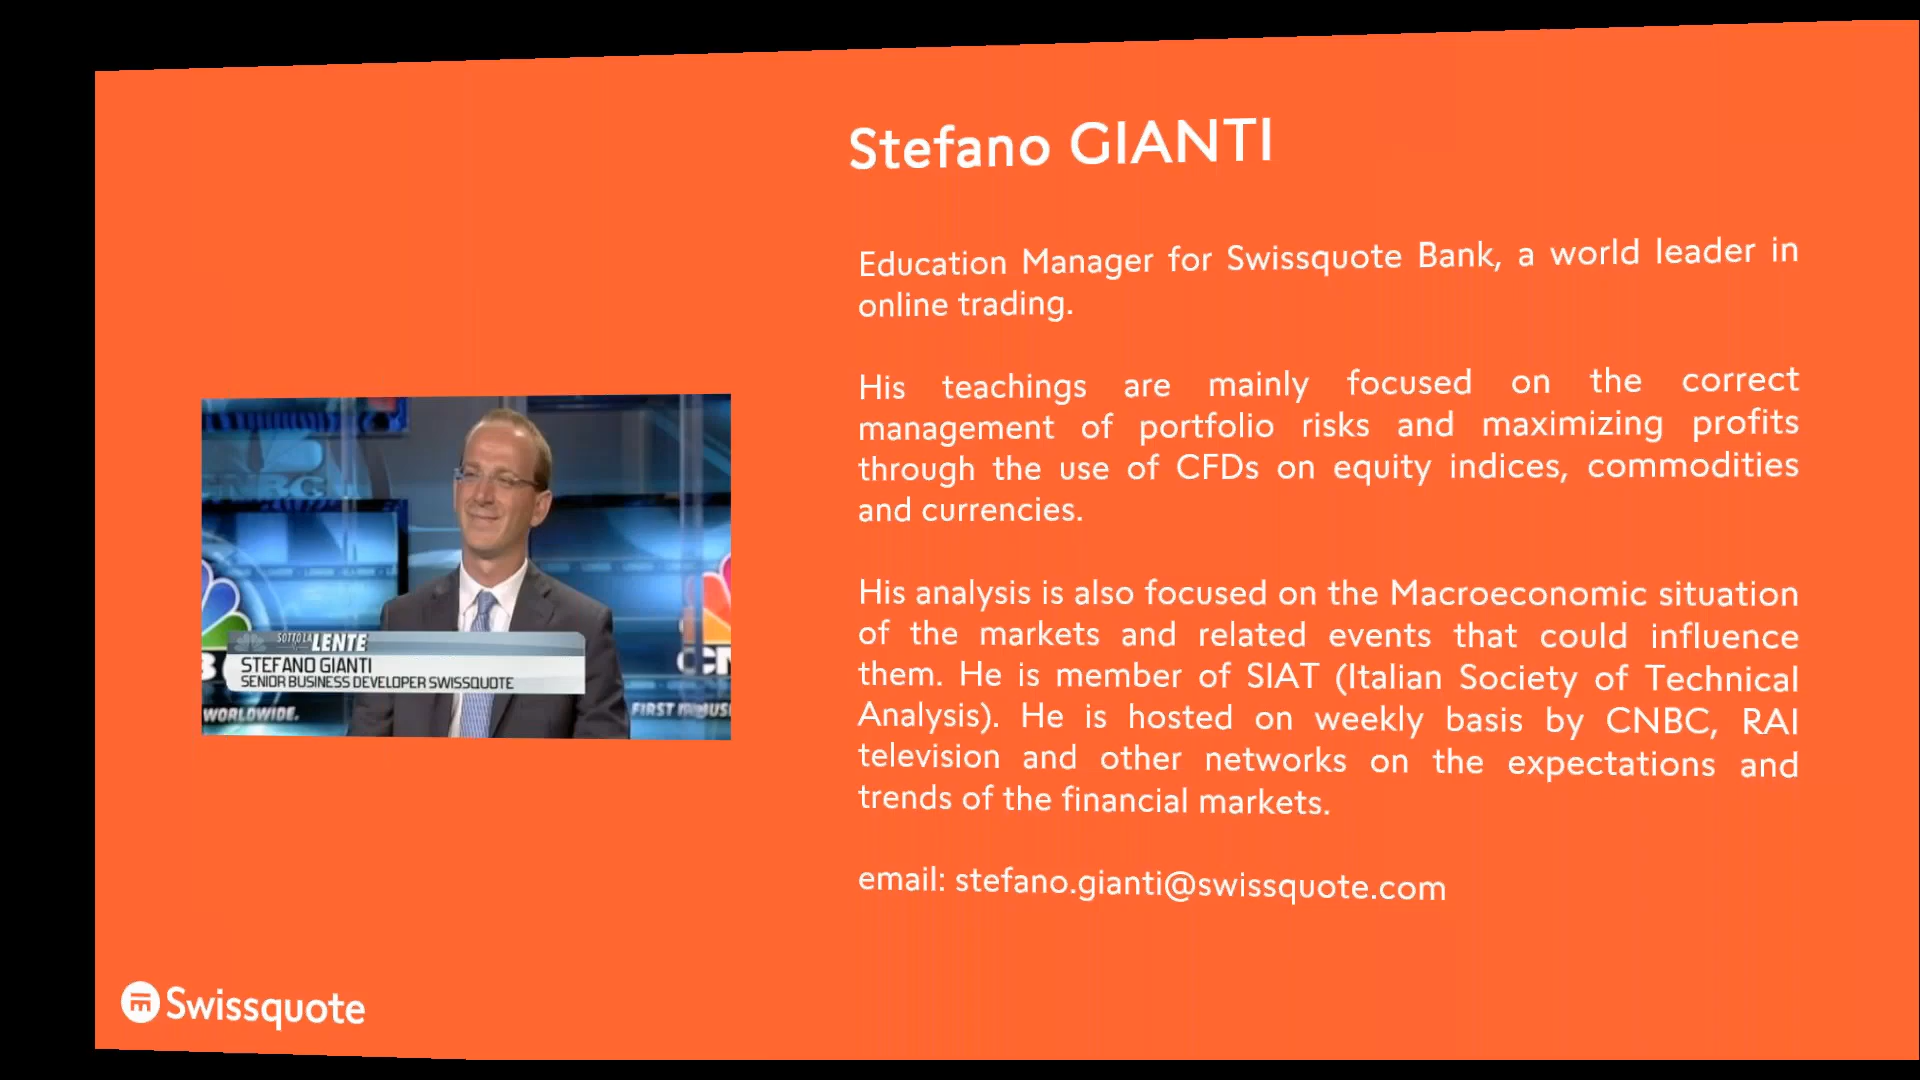 Stefano GIANTI
Education Manager for Swissquote Bank, a world leader in
online trading.
His teachings are mainly focused on the correct
management of portfolio risks and maximizing profits
through the use of CFDs on equity indices, commodities
and currencies.
His analysis is also focused on the Macroeconomic situation
of the markets and related events that could influence
them. He is member of SIAT (Italian Society of Technical
Analysis). He is hosted on weekly basis by CNBC, RAI
television and other networks on the expectations and
trends of the financial markets.
email: stefano.gianti@swissquote.com
CNBC
SOTTO LA LENTE
STEFANO GIANTI
SENIOR BUSINESS DEVELOPER SWISSQUOTE
WORLDWIDE.
FIRST IN
Swissquote